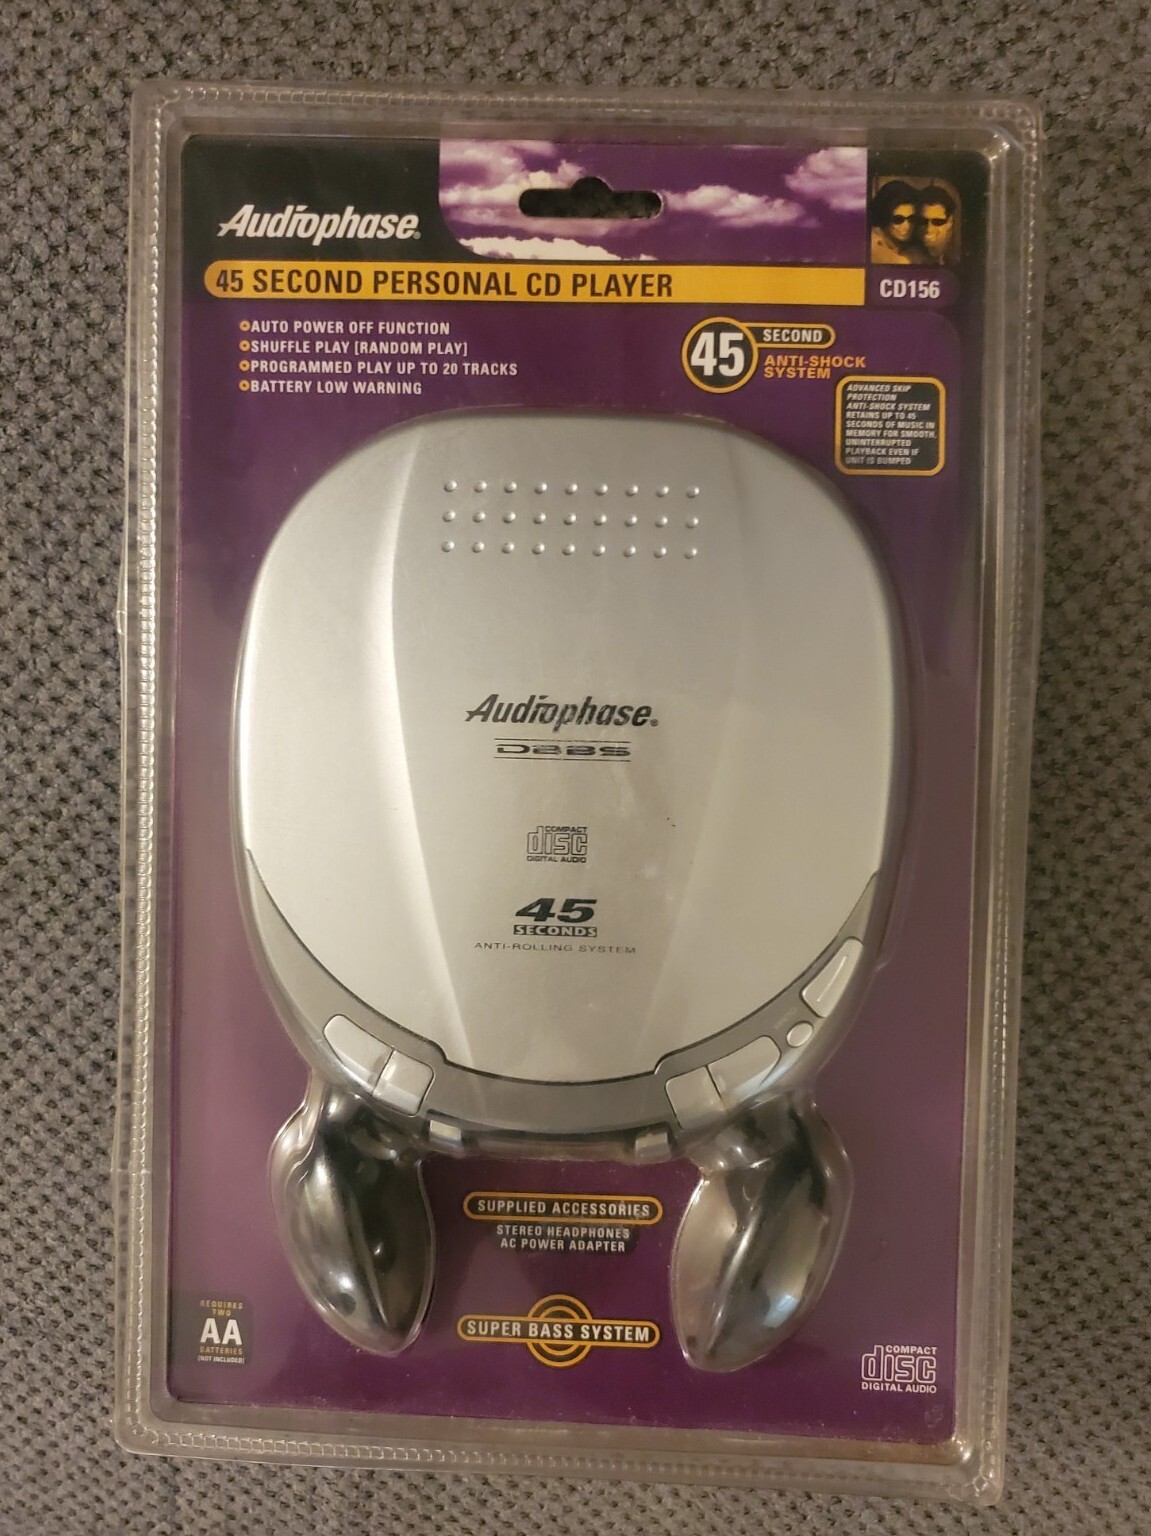 Audiophase®
45 SECOND PERSONAL CD PLAYER
CD156
AUTO POWER OFF FUNCTION
SHUFFLE PLAY [RANDOM PLAY]
PROGRAMMED PLAY UP TO 20 TRACKS
BATTERY LOW WARNING
45 SECOND
ANTI-SHOCK
SYSTEM
ADVANCED SKIP
PROTECTION
ANTI-SHOCK SYSTEM
RETAINS UP TO 45
SECONDS OF MUSIC IN
MEMORY FOR SMOOTH,
UNINTERRUPTED
PLAYBACK EVEN IF
UNIT IS BUMPED
Audiophase®
DBBS
COMPACT
disc
DIGITAL AUDIO
45
SECONDS
ANTI-ROLLING SYSTEM
SUPPLIED ACCESSORIES
STEREO HEADPHONES
AC POWER ADAPTER
SUPER BASS SYSTEM
REQUIRES
TWO
AA
BATTERIES
[NOT INCLUDED]
COMPACT
disc
DIGITAL AUDIO